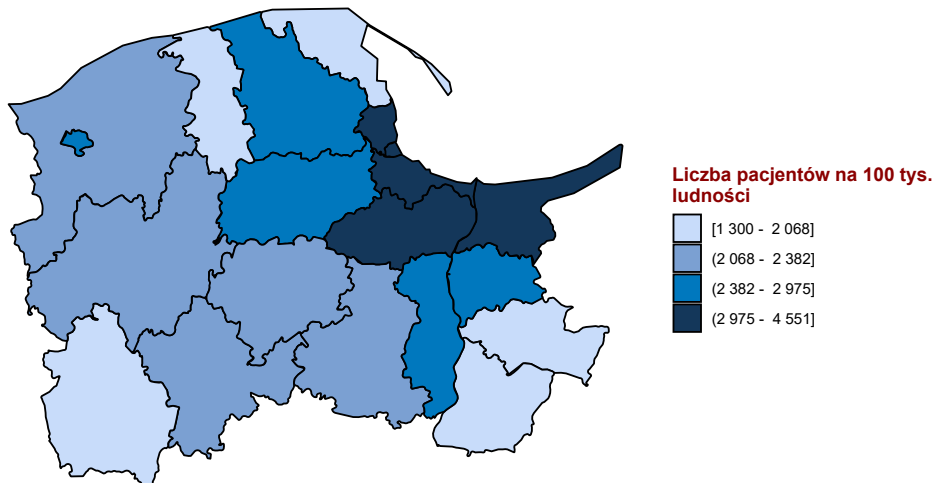 Liczba pacjentów na 100 tys.
ludności
[1 300 - 2 068]
(2 068 - 2 382]
(2 382 - 2 975]
(2 975 - 4 551]